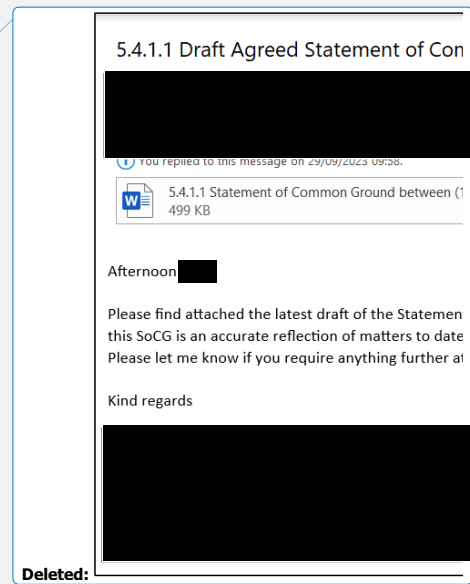 5.4.1.1 Draft Agreed Statement of Com
You replied to this message on 29/09/2023 09:58.
5.4.1.1 Statement of Common Ground between (1
499 KB
Afternoon
Please find attached the latest draft of the Statemen
this SoCG is an accurate reflection of matters to date
Please let me know if you require anything further at
Kind regards
Deleted: